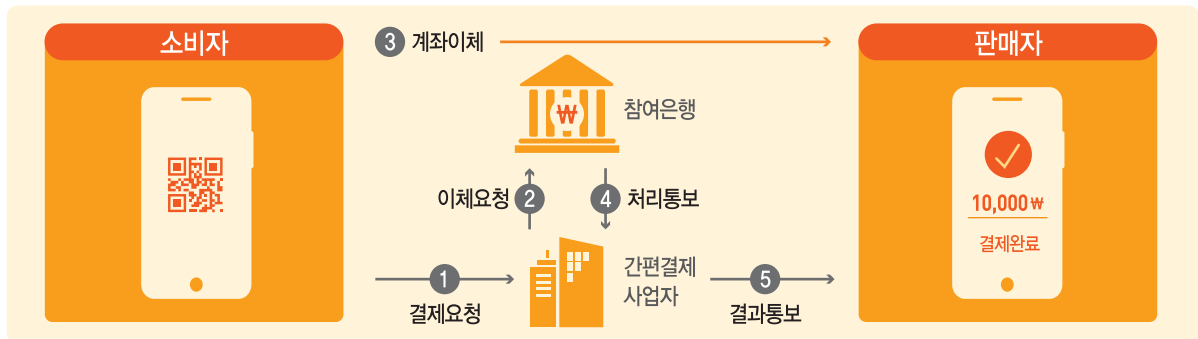 소비자
③ 계좌이체
판매자
참여은행
이체요청 ②
④ 처리통보
10,000₩
결제완료
①
결제요청
간편결제
사업자
⑤
결과통보
₩